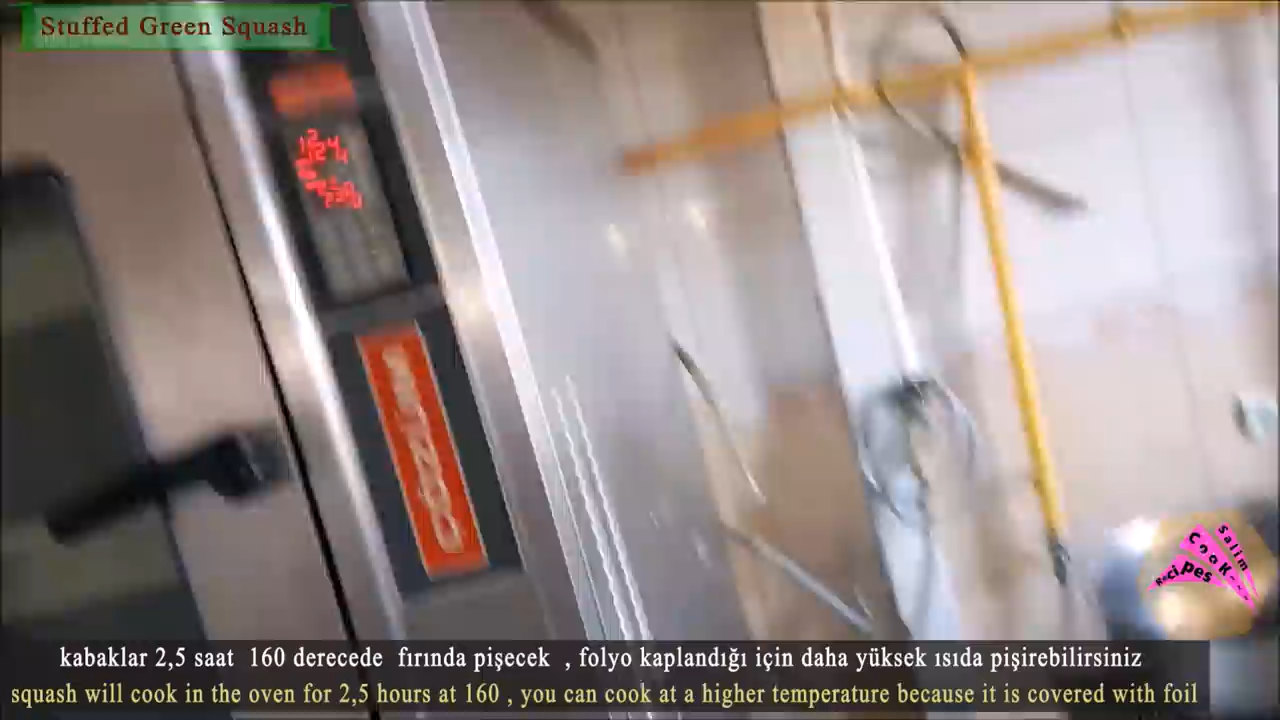 Stuffed Green Squash
Salim
Cook
Recipes
kabaklar 2,5 saat 160 derecede fırında pişecek , folyo kaplandığı için daha yüksek ısıda pişirebilirsiniz
squash will cook in the oven for 2,5 hours at 160 , you can cook at a higher temperature because it is covered with foil